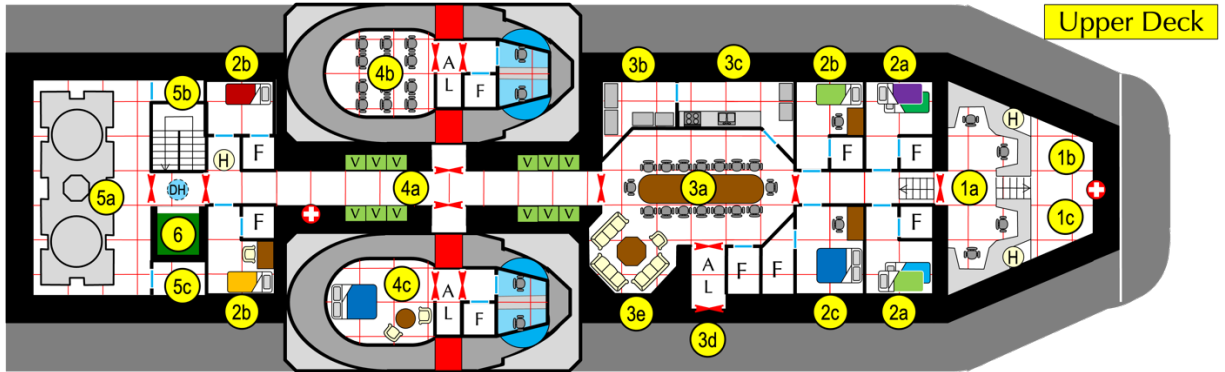 Upper Deck
2b
5b
4b
A
L
F
3b
3c
2b
2a
H
F
H
F
F
1b
5a
DH
V V V
V V V
4a
V V V
V V V
3a
1a
1c
6
F
F
F
H
5c
2b
4c
A
L
F
A
L
F
F
3e
3d
2c
2a